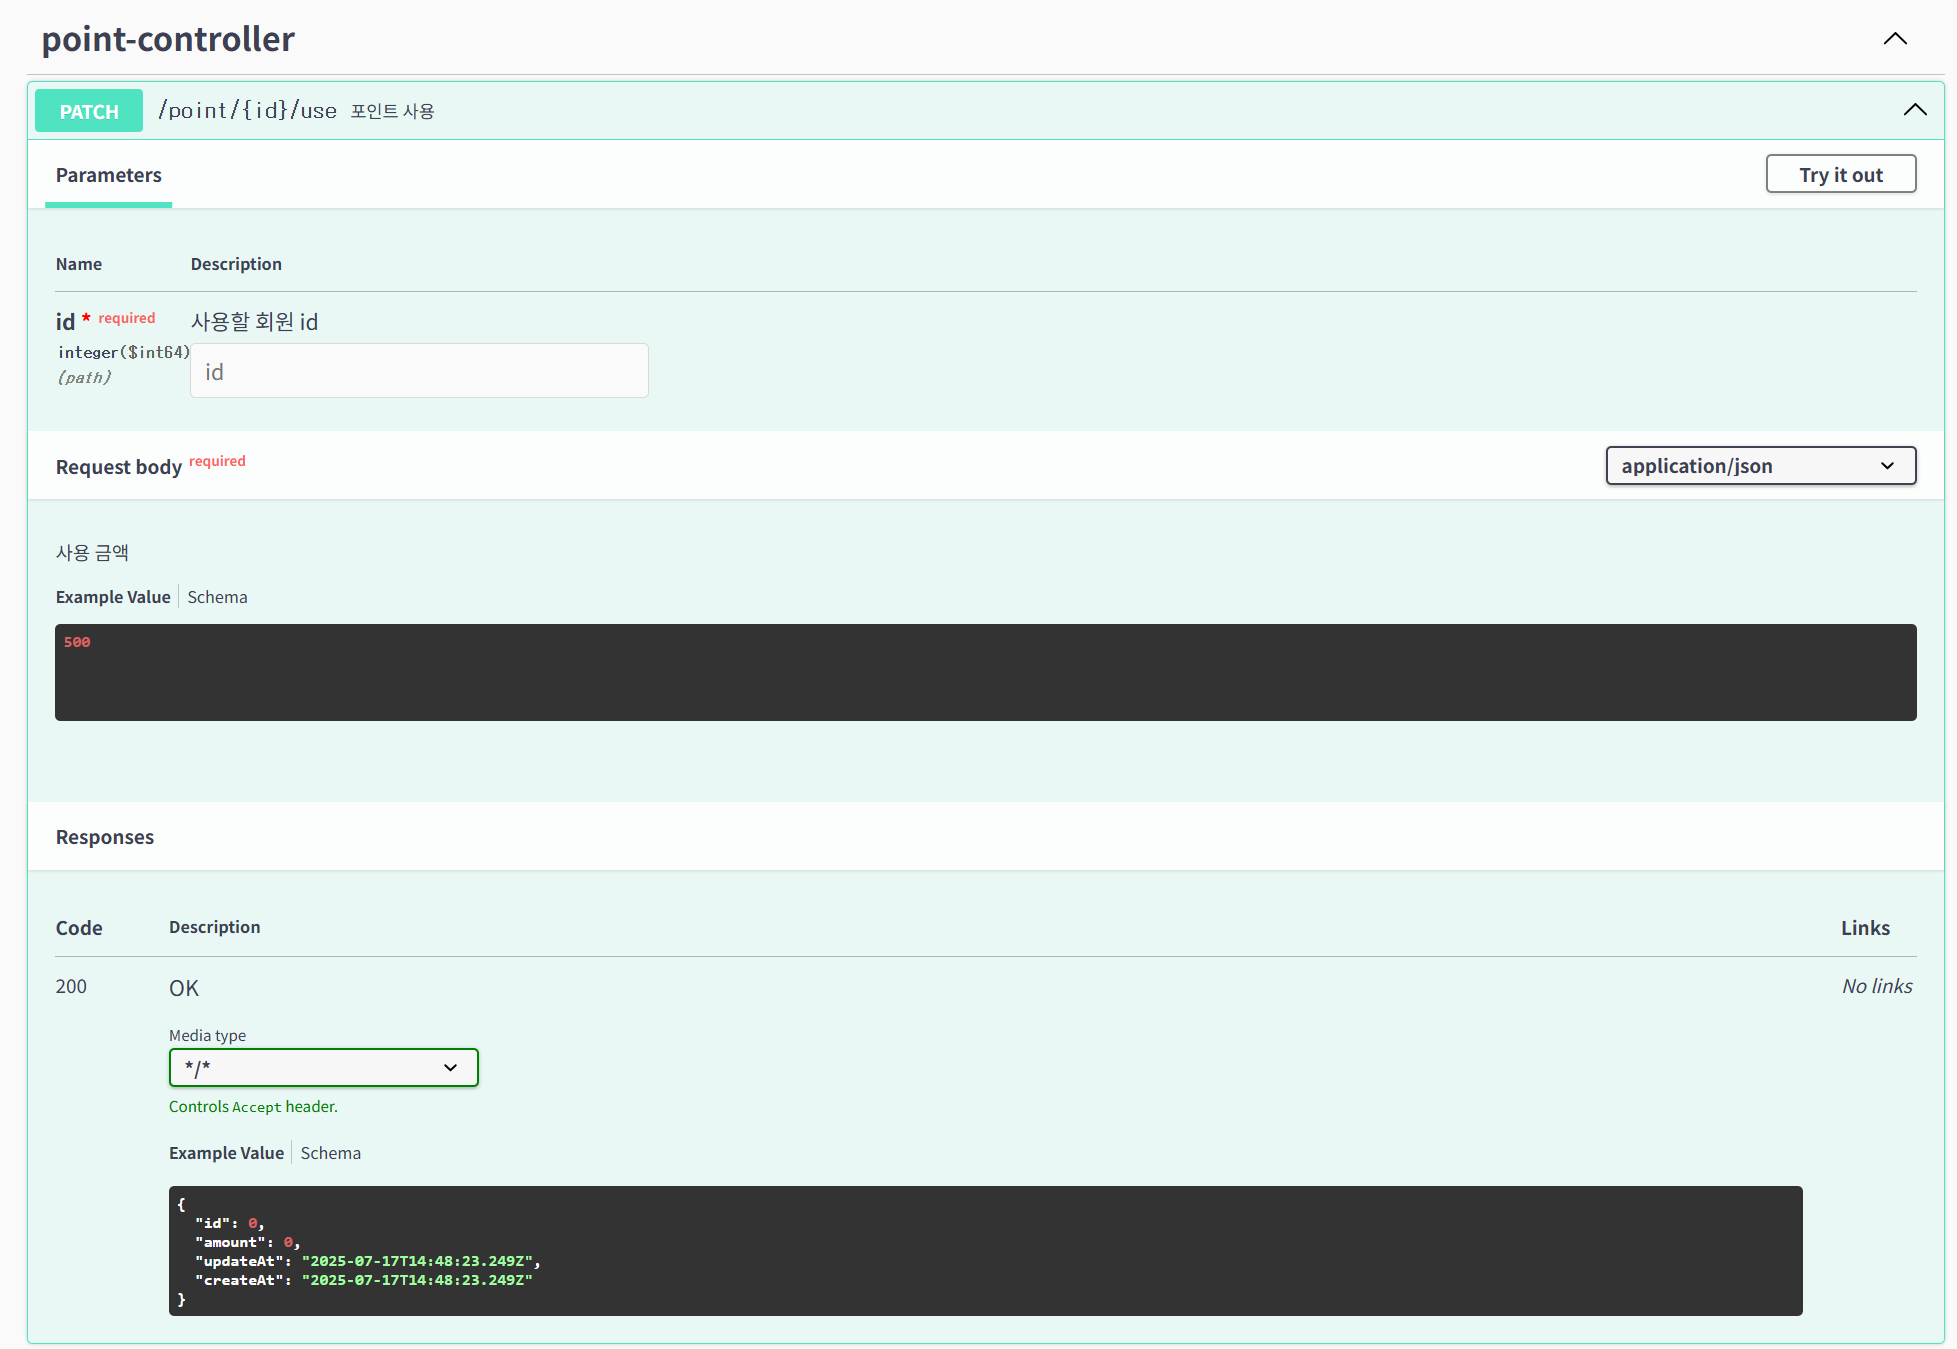 point-controller
PATCH /point/{id}/use 포인트 사용
Parameters
Try it out
Name Description
id * required 사용할 회원 id
integer($int64)
(path)
id
Request body required
application/json
사용 금액
Example Value Schema
500
Responses
Code Description Links
200 OK No links
Media type
*/*
Controls Accept header.
Example Value Schema
{
  "id": 0,
  "amount": 0,
  "updateAt": "2025-07-17T14:48:23.249Z",
  "createAt": "2025-07-17T14:48:23.249Z"
}